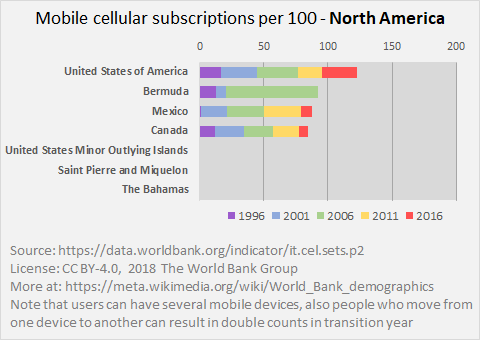 Mobile cellular subscriptions per 100 - North America
0 50 100 150 200
United States of America
Bermuda
Mexico
Canada
United States Minor Outlying Islands
Saint Pierre and Miquelon
The Bahamas
1996 2001 2006 2011 2016
Source: https://data.worldbank.org/indicator/it.cel.sets.p2
License: CC BY-4.0, 2018 The World Bank Group
More at: https://meta.wikimedia.org/wiki/World_Bank_demographics
Note that users can have several mobile devices, also people who move from
one device to another can result in double counts in transition year